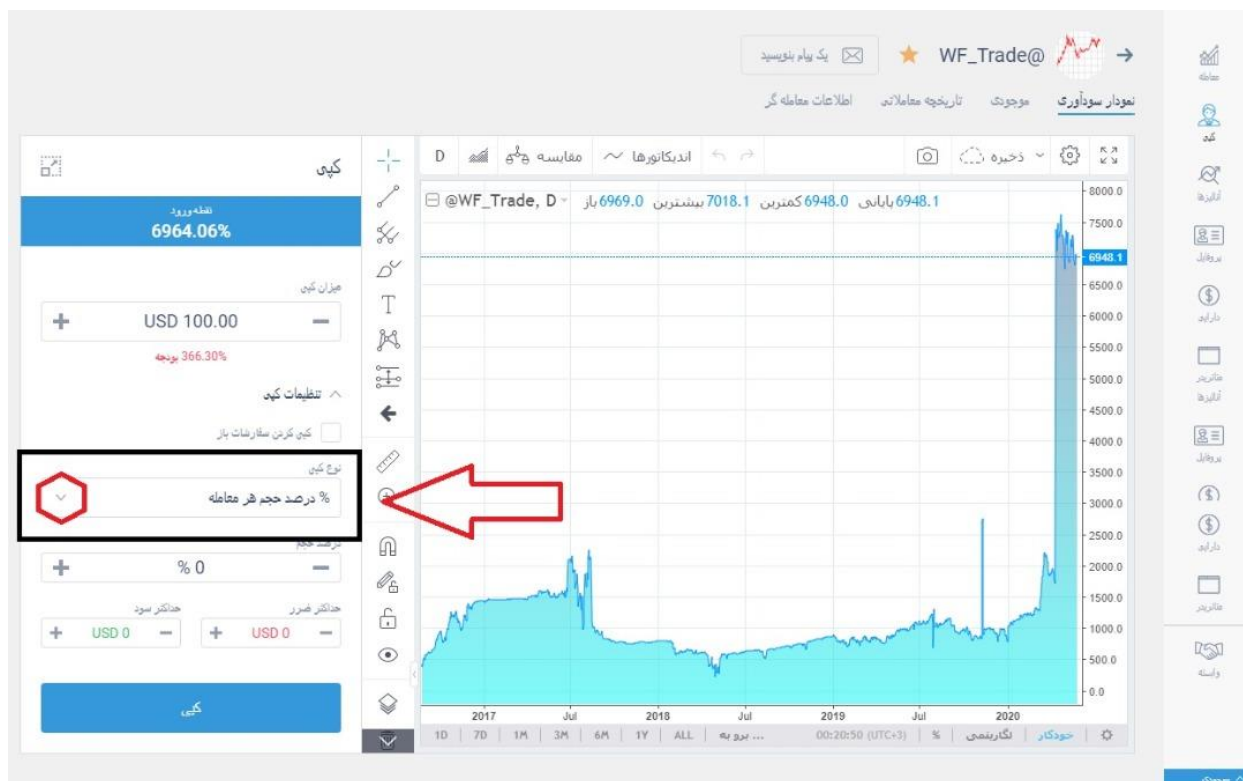 WF_Trade@
یک پیام بنویسید
نمودار سودآوری
موجودی
تاریخچه معاملاتی
اطلاعات معامله گر
معامله
کپی
آنالیزها
پروفایل
دارایی
متاتریدر
آنالیزها
پروفایل
دارایی
متاتریدر
وابسته
ذخیره
اندیکاتورها
مقایسه
D
@WF_Trade, D
باز 6969.0 بیشترین 7018.1 کمترین 6948.0 پایانی 6948.1
8000.0
7500.0
6948.1
6500.0
6000.0
5500.0
5000.0
4500.0
4000.0
3500.0
3000.0
2500.0
2000.0
1500.0
1000.0
500.0
0.0
2017 Jul 2018 Jul 2019 Jul 2020
1D 7D 1M 3M 6M 1Y ALL برو به ... 00:20:50 (UTC+3) % لگاریتمی خودکار
کپی
نقطه ورود
6964.06%
میزان کپی
USD 100.00
366.30% بودجه
تنظیمات کپی
کپی کردن سفارشات باز
نوع کپی
% درصد حجم هر معامله
درصد حجم
% 0
حداکثر ضرر
حداکثر سود
USD 0
USD 0
کپی